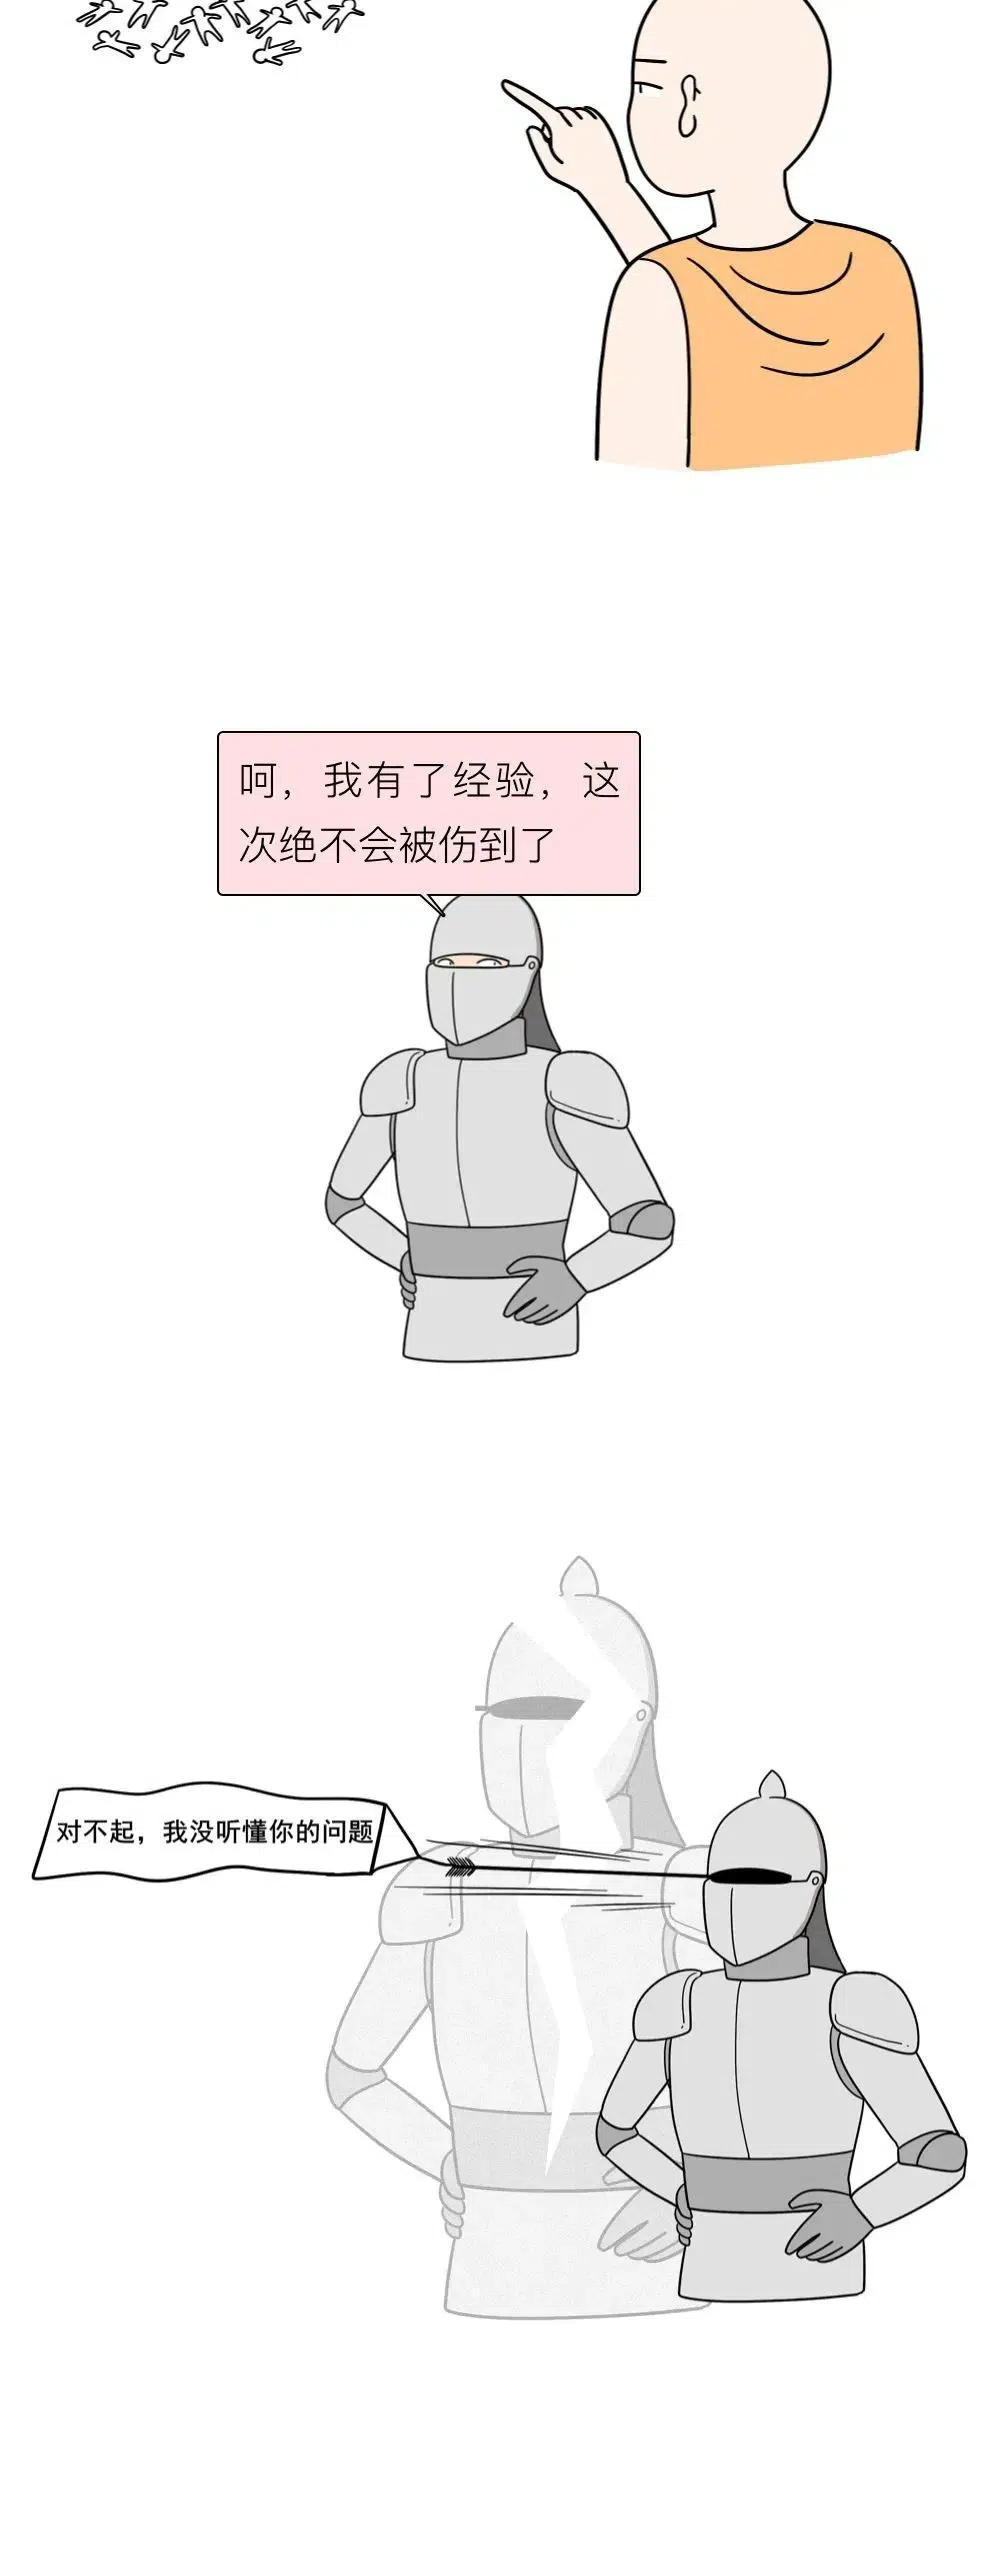 呵，我有了经验，这
次绝不会被伤到了
对不起，我没听懂你的问题